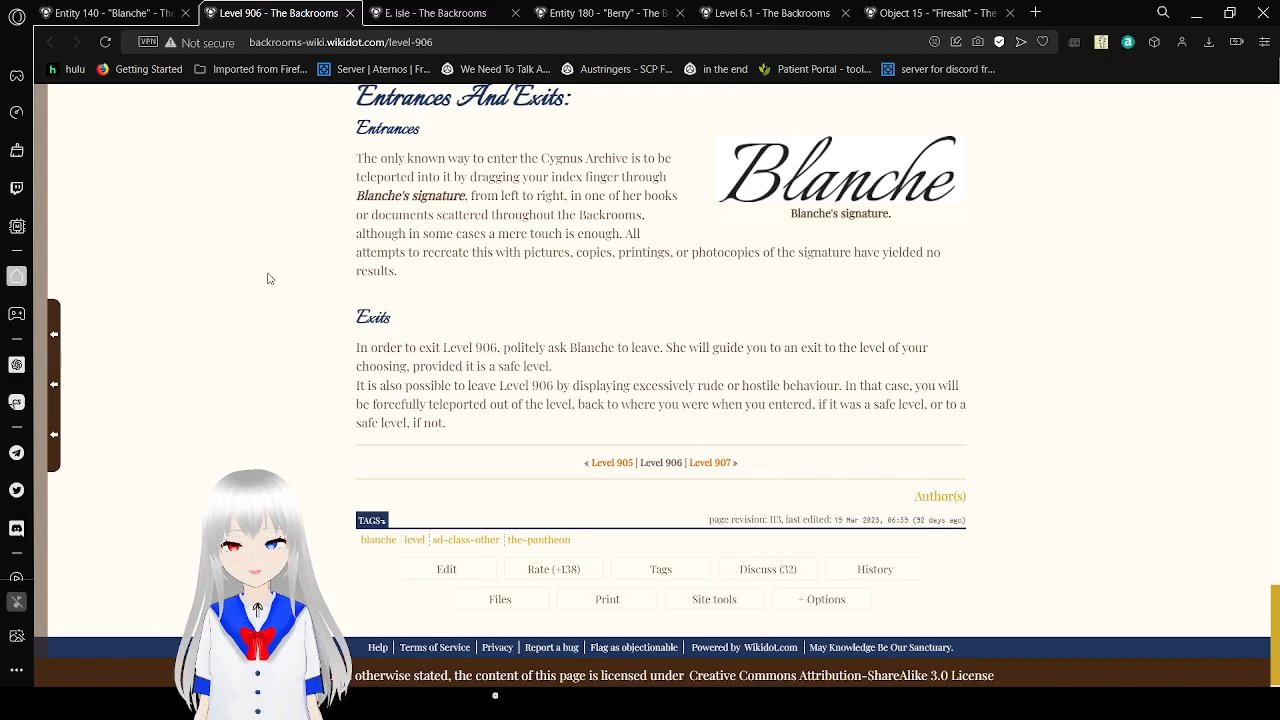 Entity 140 - "Blanche" - The
Level 906 - The Backrooms
E. Isle - The Backrooms
Entity 180 - "Berry" - The B
Level 6.1 - The Backrooms
Object 15 - "Firesalt" - The
VPN Not secure backrooms-wiki.wikidot.com/level-906
hulu Getting Started Imported from Firef... Server | Aternos | Fr... We Need To Talk A... Austringers - SCP F... in the end Patient Portal - tool... server for discord fr...
Entrances And Exits:
Entrances
The only known way to enter the Cygnus Archive is to be
teleported into it by dragging your index finger through
Blanche's signature, from left to right, in one of her books
or documents scattered throughout the Backrooms,
although in some cases a mere touch is enough. All
attempts to recreate this with pictures, copies, printings, or photocopies of the signature have yielded no
results.
Blanche
Blanche's signature.
Exits
In order to exit Level 906, politely ask Blanche to leave. She will guide you to an exit to the level of your
choosing, provided it is a safe level.
It is also possible to leave Level 906 by displaying excessively rude or hostile behaviour. In that case, you will
be forcefully teleported out of the level, back to where you were when you entered, if it was a safe level, or to a
safe level, if not.
« Level 905 | Level 906 | Level 907 »
Author(s)
TAGS
page revision: 113, last edited: 19 Mar 2023, 06:39 (92 days ago)
blanche level sd-class-other the-pantheon
Edit Rate (+138) Tags Discuss (32) History
Files Print Site tools + Options
Help | Terms of Service | Privacy | Report a bug | Flag as objectionable | Powered by Wikidot.com | May Knowledge Be Our Sanctuary.
otherwise stated, the content of this page is licensed under Creative Commons Attribution-ShareAlike 3.0 License